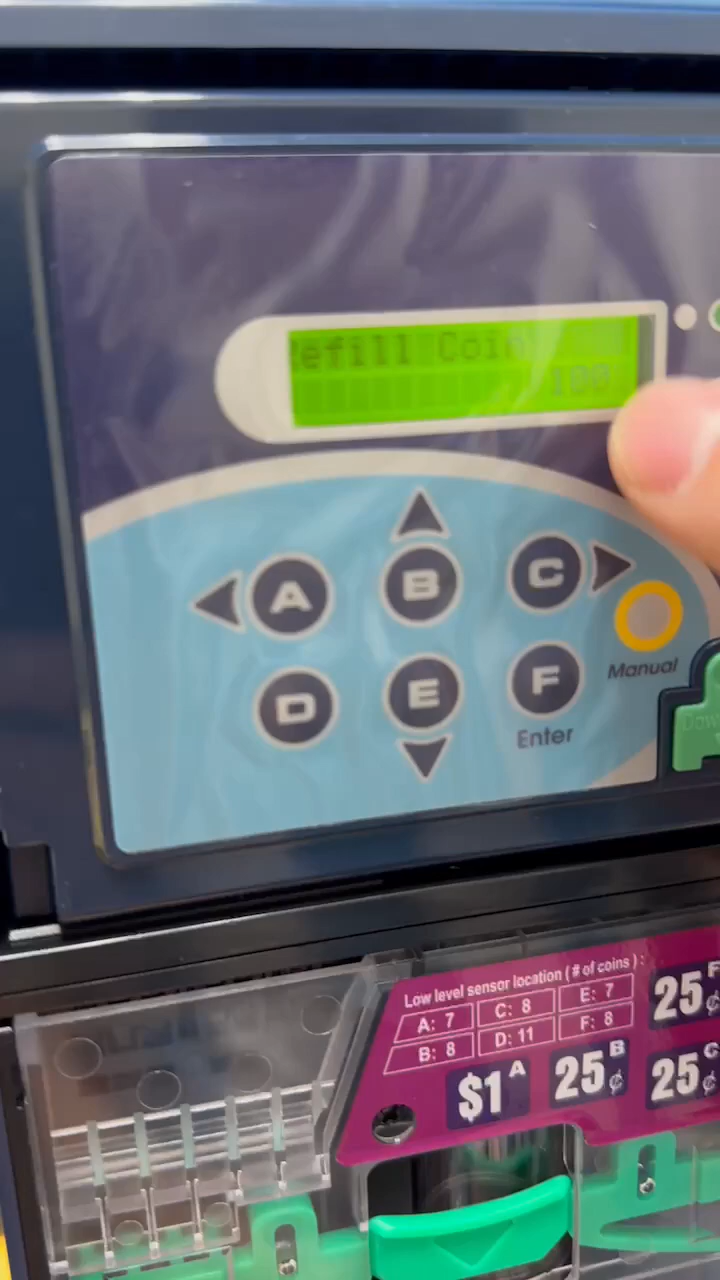 Refill Coin
100
A
B
C
D
E
F
Manual
Enter
Low level sensor location (# of coins) :
A: 7 C: 8 E: 7
B: 8 D: 11 F: 8
$1 A
25¢ B
25¢ F
25¢